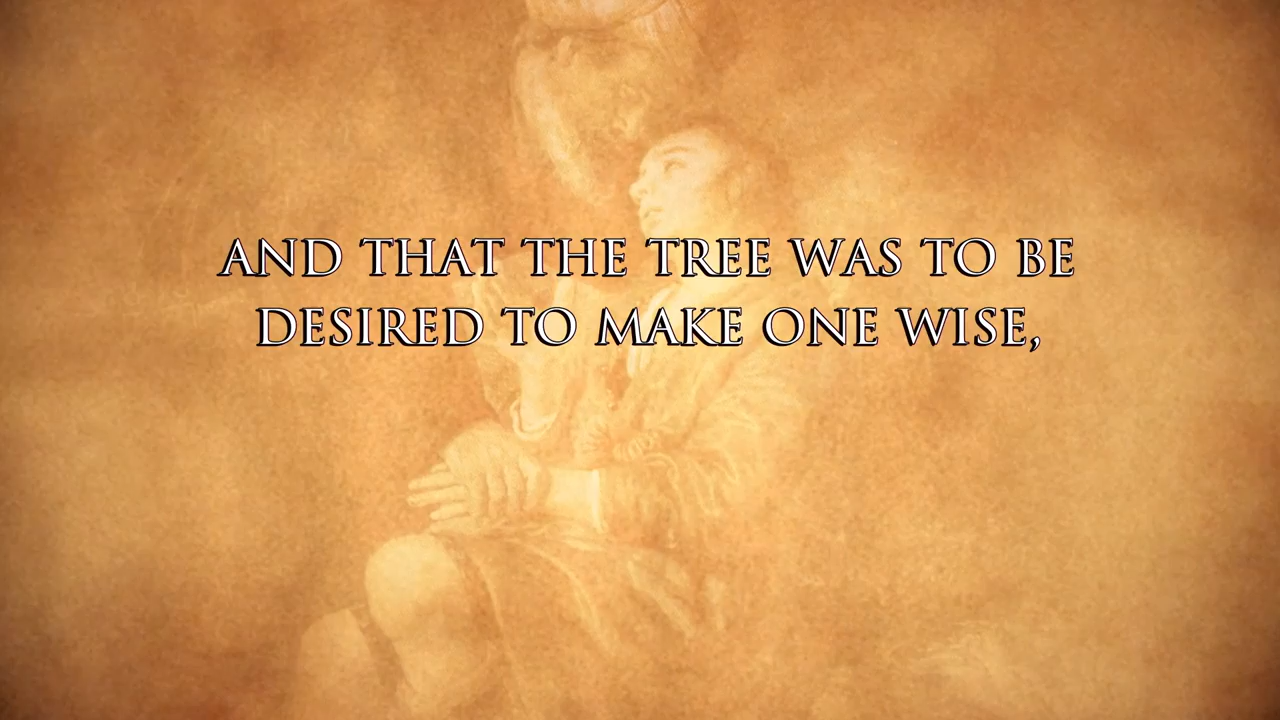 AND THAT THE TREE WAS TO BE
DESIRED TO MAKE ONE WISE,